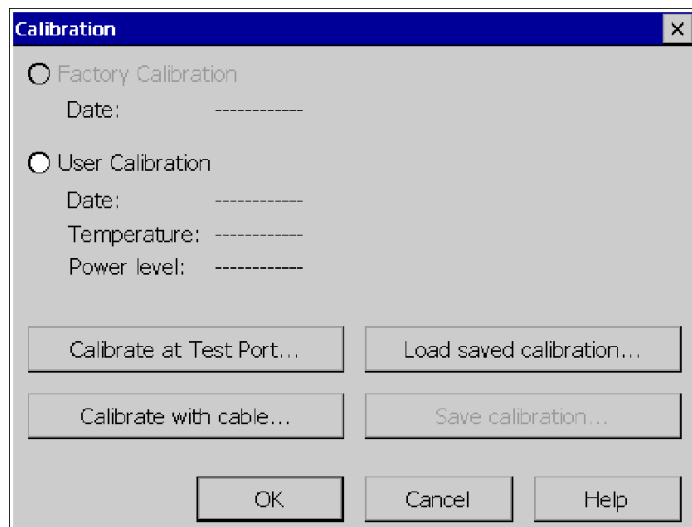 Calibration
Factory Calibration
Date: ------------
User Calibration
Date: ------------
Temperature: ------------
Power level: ------------
Calibrate at Test Port... Load saved calibration...
Calibrate with cable... Save calibration...
OK Cancel Help